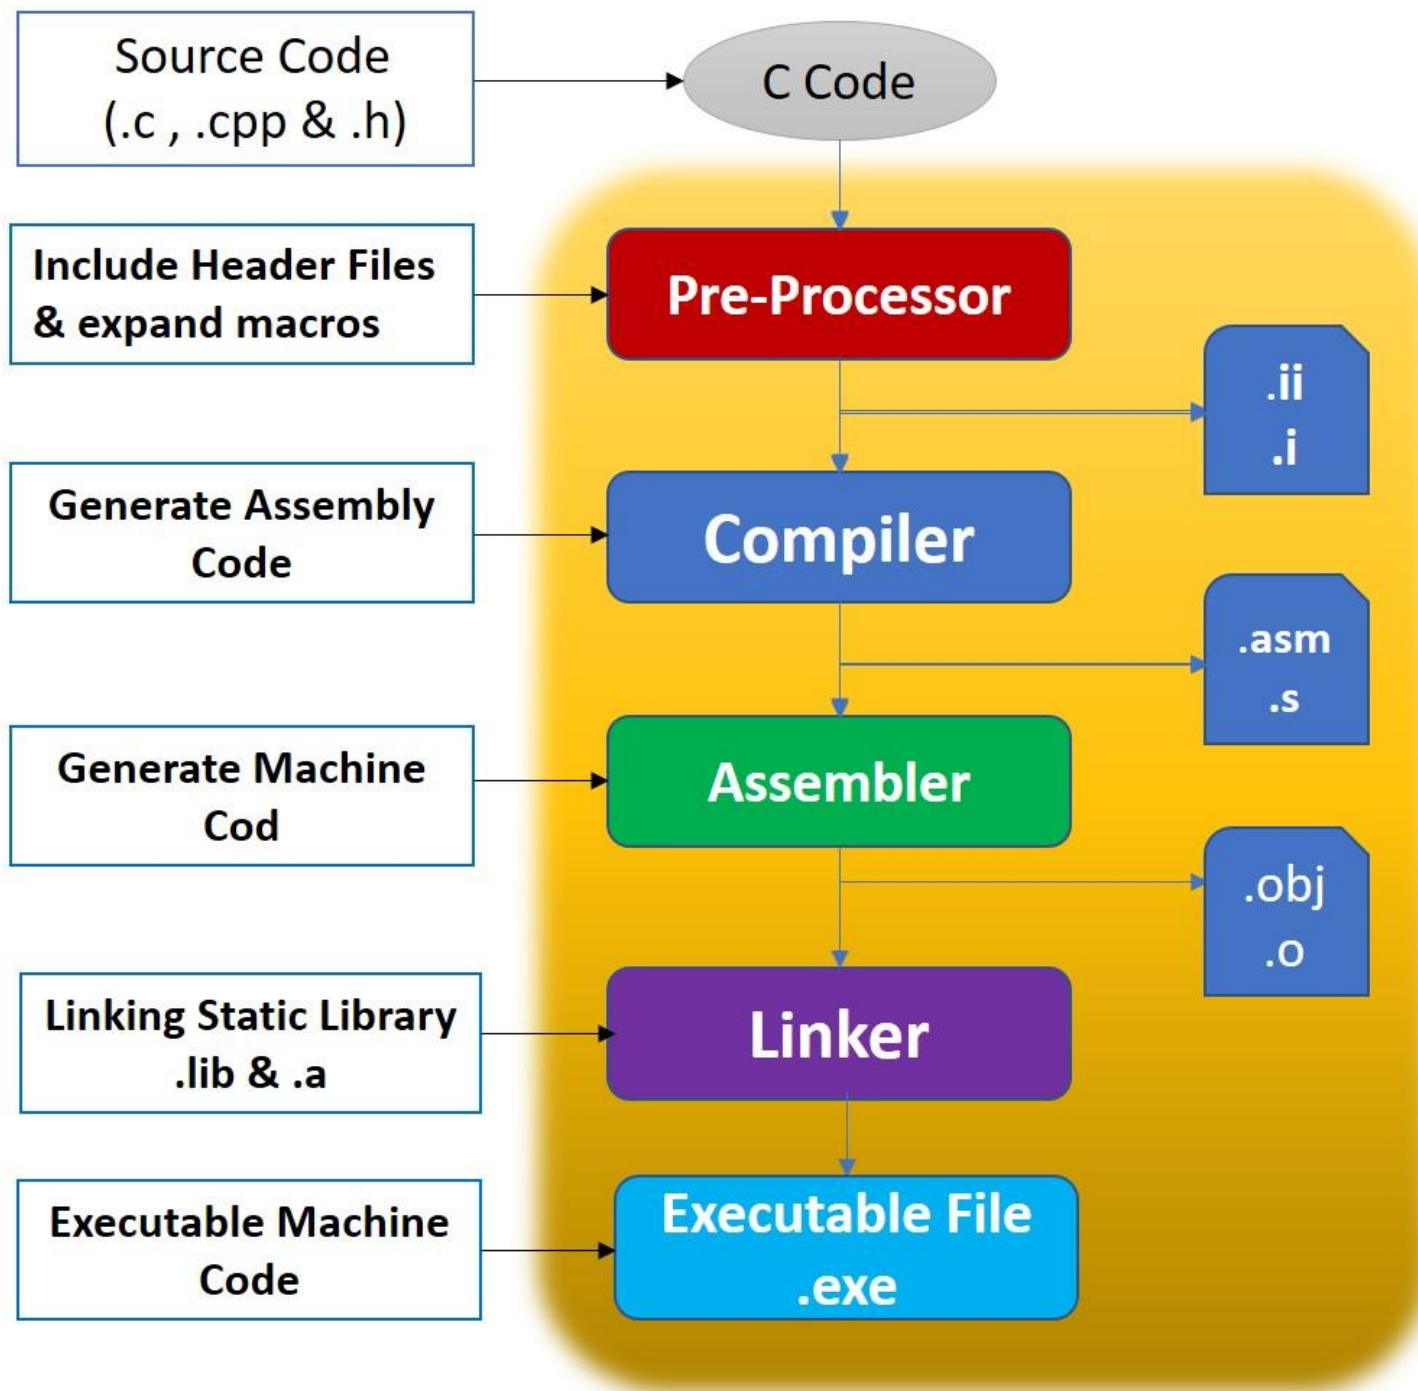 Source Code
(.c , .cpp & .h)
C Code
Include Header Files
& expand macros
Pre-Processor
.ii
.i
Generate Assembly
Code
Compiler
.asm
.s
Generate Machine
Cod
Assembler
.obj
.o
Linking Static Library
.lib & .a
Linker
Executable Machine
Code
Executable File
.exe